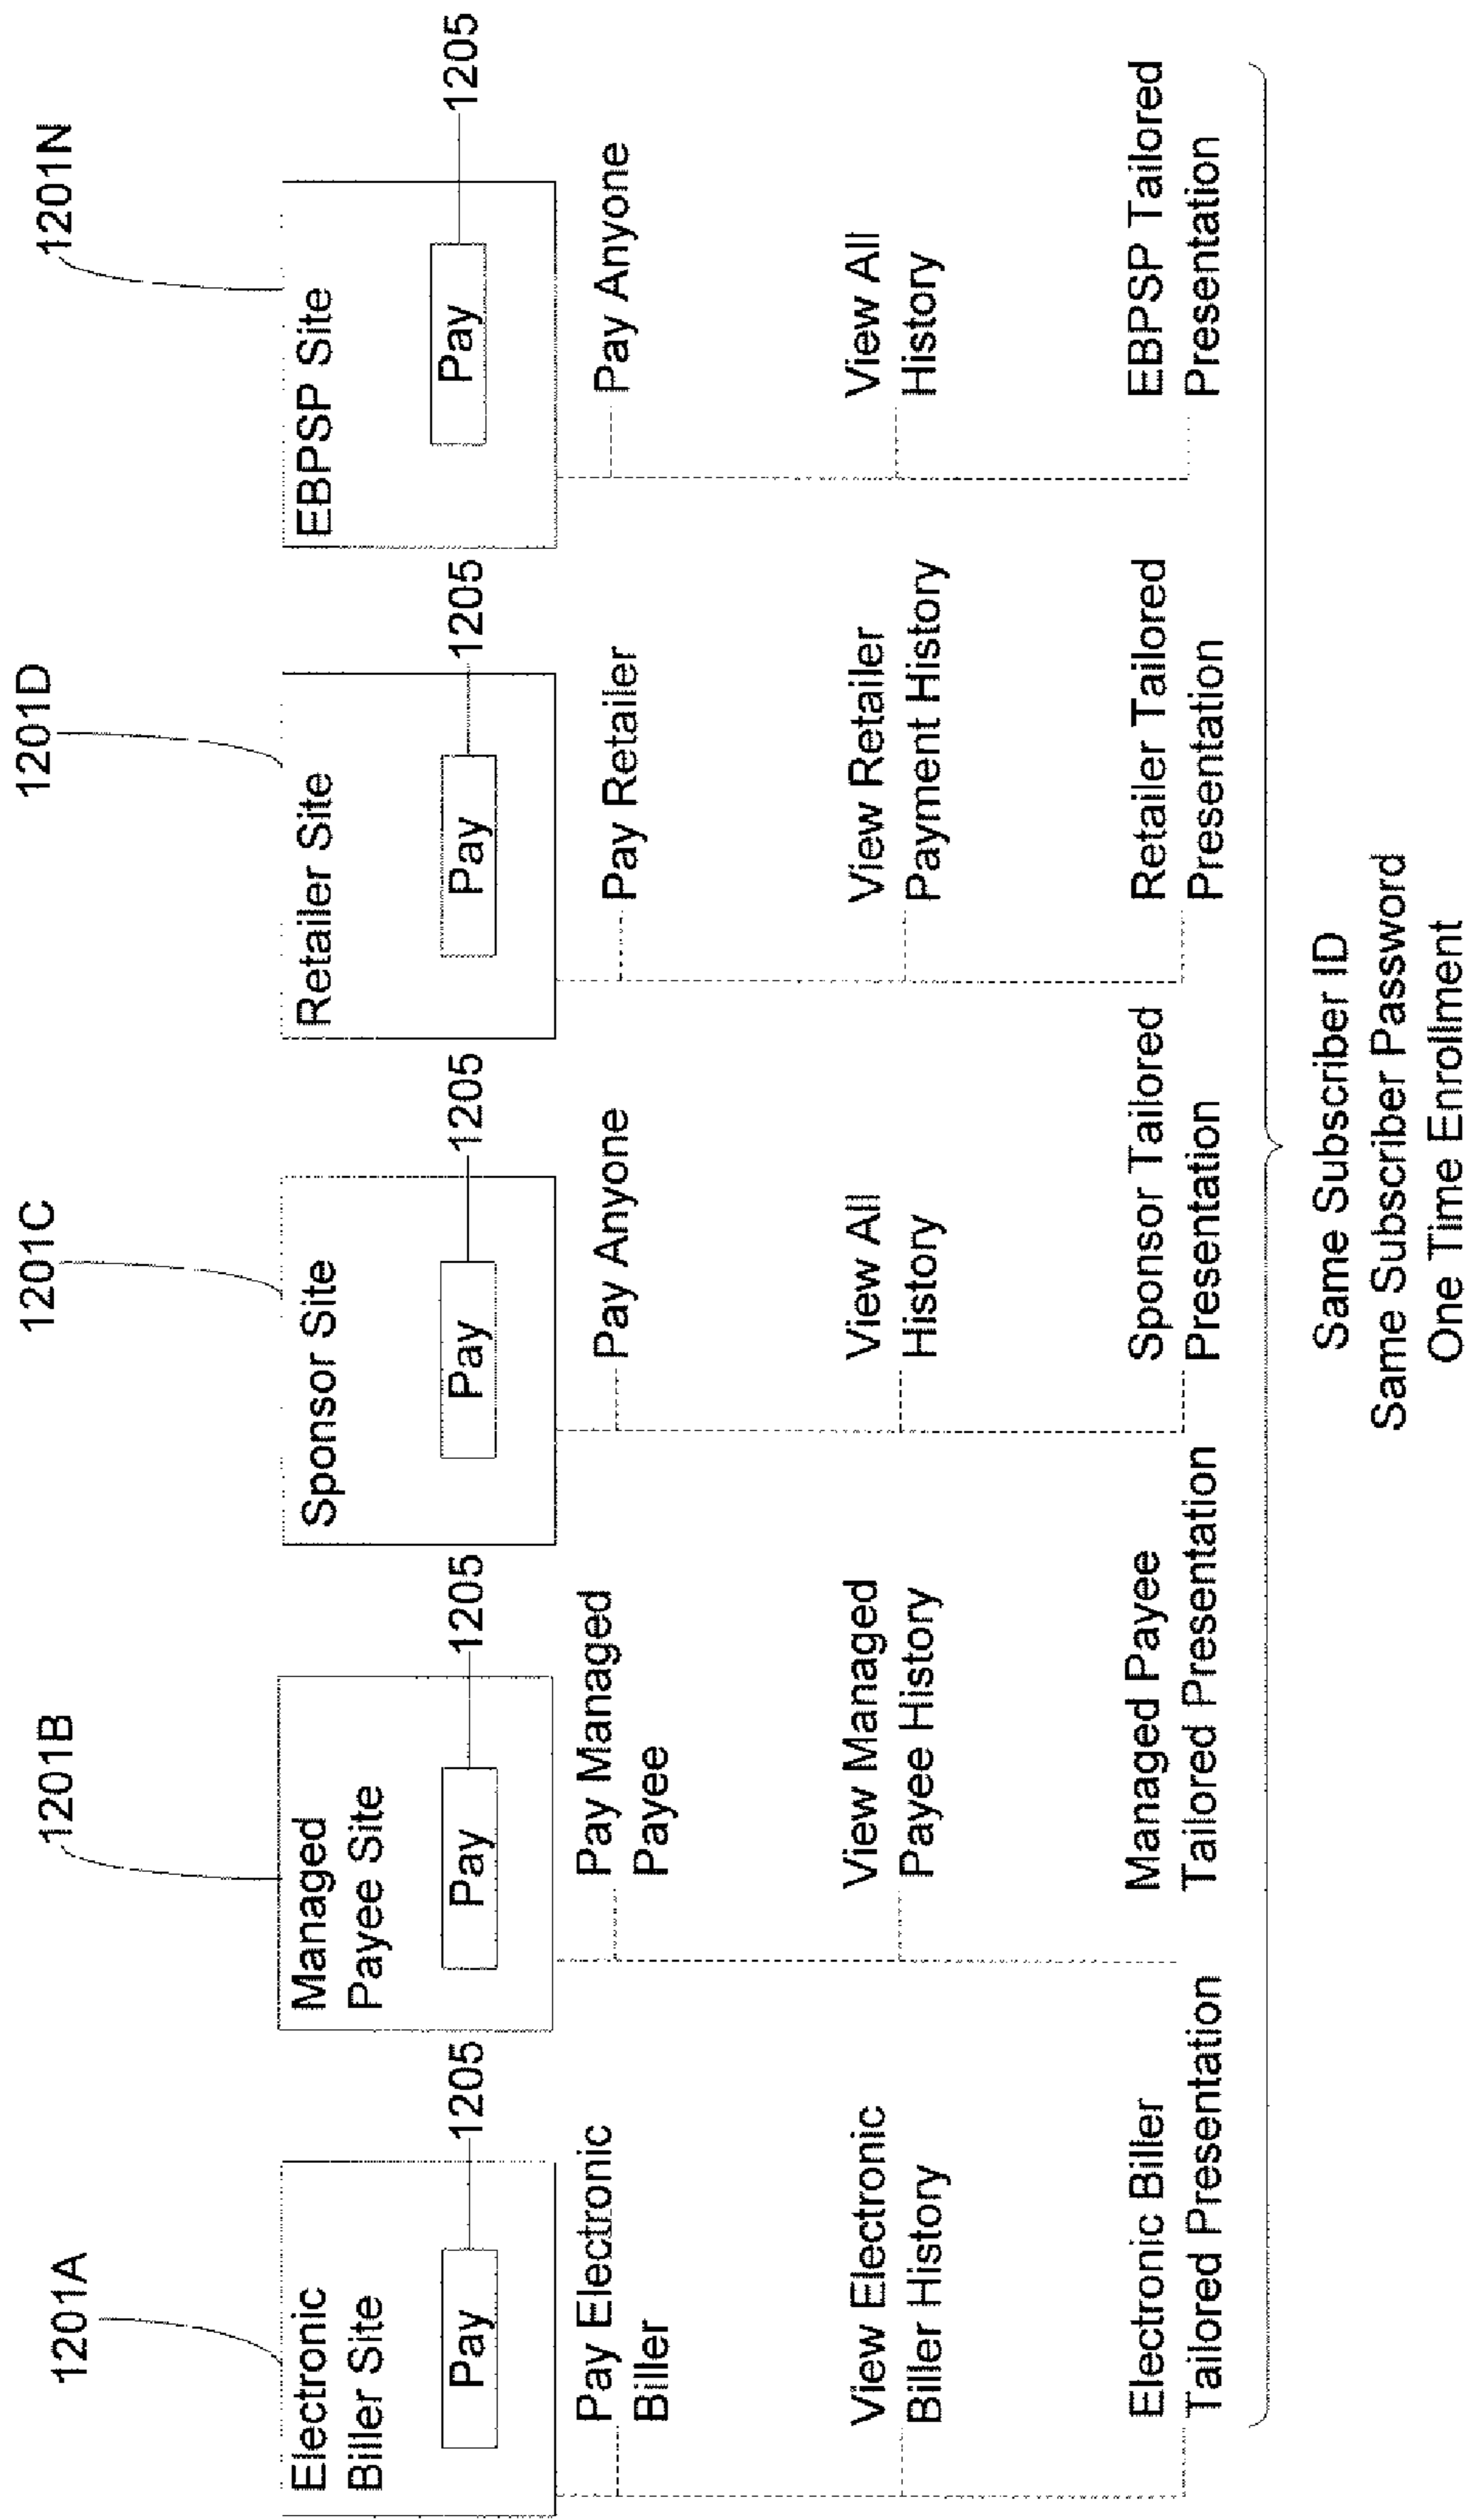 1201A
Electronic
Biller Site
Pay
1205
Pay Electronic
Biller
View Electronic
Biller History
Electronic Biller
Tailored Presentation
1201B
Managed
Payee Site
Pay
1205
Pay Managed
Payee
View Managed
Payee History
Managed Payee
Tailored Presentation
1201C
Sponsor Site
Pay
1205
Pay Anyone
View All
History
Sponsor Tailored
Presentation
1201D
Retailer Site
Pay
1205
Pay Retailer
View Retailer
Payment History
Retailer Tailored
Presentation
1201N
EBPSP Site
Pay
1205
Pay Anyone
View All
History
EBPSP Tailored
Presentation
Same Subscriber ID
Same Subscriber Password
One Time Enrollment